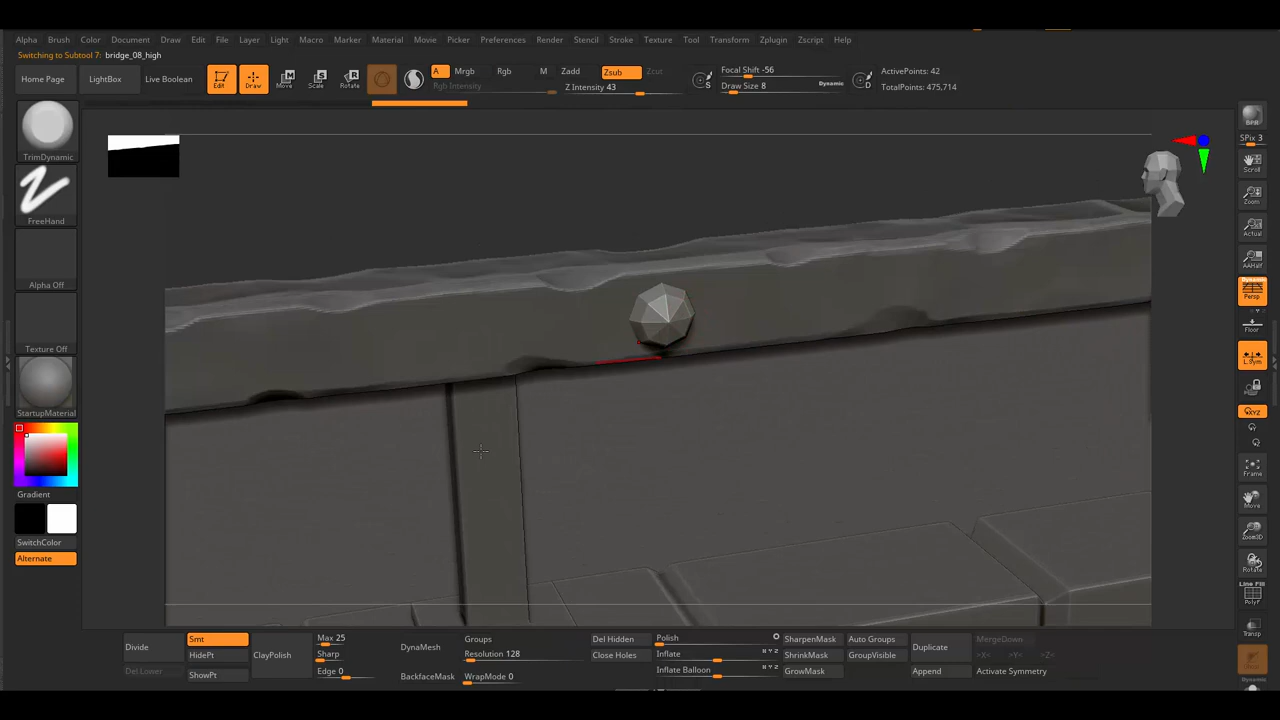 Alpha Brush Color Document Draw Edit File Layer Light Macro Marker Material Movie Picker Preferences Render Stencil Stroke Texture Tool Transform Zplugin Zscript Help
Switching to Subtool 7: bridge_08_high
Home Page LightBox Live Boolean
Edit Draw Move Scale Rotate
A Mrgb Rgb M Zadd Zsub Zcut
Rgb Intensity Z Intensity 43
S
Focal Shift -56
Draw Size 8 Dynamic
D
ActivePoints: 42
TotalPoints: 475,714
TrimDynamic
FreeHand
Alpha Off
Texture Off
StartupMaterial
Gradient
SwitchColor
Alternate
BPR
SPix 3
Scroll
Zoom
Actual
AAHalf
Dynamic
Persp
Floor
L.Sym
XYZ
Frame
Move
Zoom3D
Rotate
Line Fill
PolyF
Transp
Dynamic
Divide
Del Lower
Smt
HidePt
ShowPt
ClayPolish
Max 25
Sharp
Edge 0
DynaMesh
BackfaceMask
Groups
Resolution 128
WrapMode 0
Del Hidden
Close Holes
Polish
Inflate
Inflate Balloon
SharpenMask
ShrinkMask
GrowMask
Auto Groups
GroupVisible
Duplicate
Append
MergeDown
>X< >Y< >Z<
Activate Symmetry